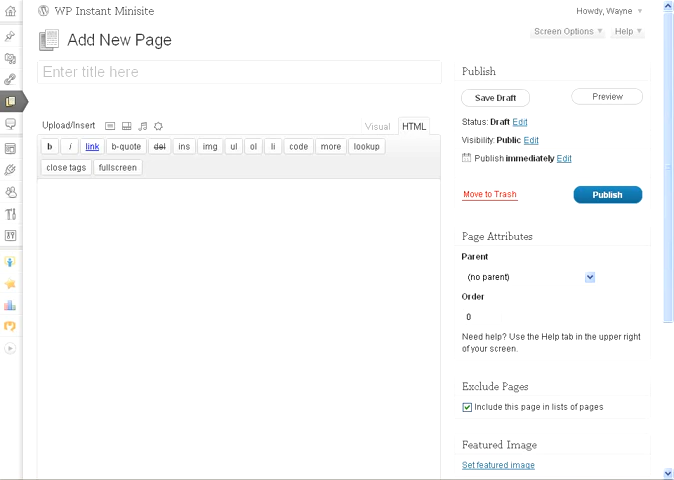 WP Instant Minisite
Howdy, Wayne
Screen Options
Help
Add New Page
Enter title here
Upload/Insert
Visual
HTML
b
i
link
b-quote
del
ins
img
ul
ol
li
code
more
lookup
close tags
fullscreen
Publish
Save Draft
Preview
Status: Draft Edit
Visibility: Public Edit
Publish immediately Edit
Move to Trash
Publish
Page Attributes
Parent
(no parent)
Order
0
Need help? Use the Help tab in the upper right
of your screen.
Exclude Pages
Include this page in lists of pages
Featured Image
Set featured image